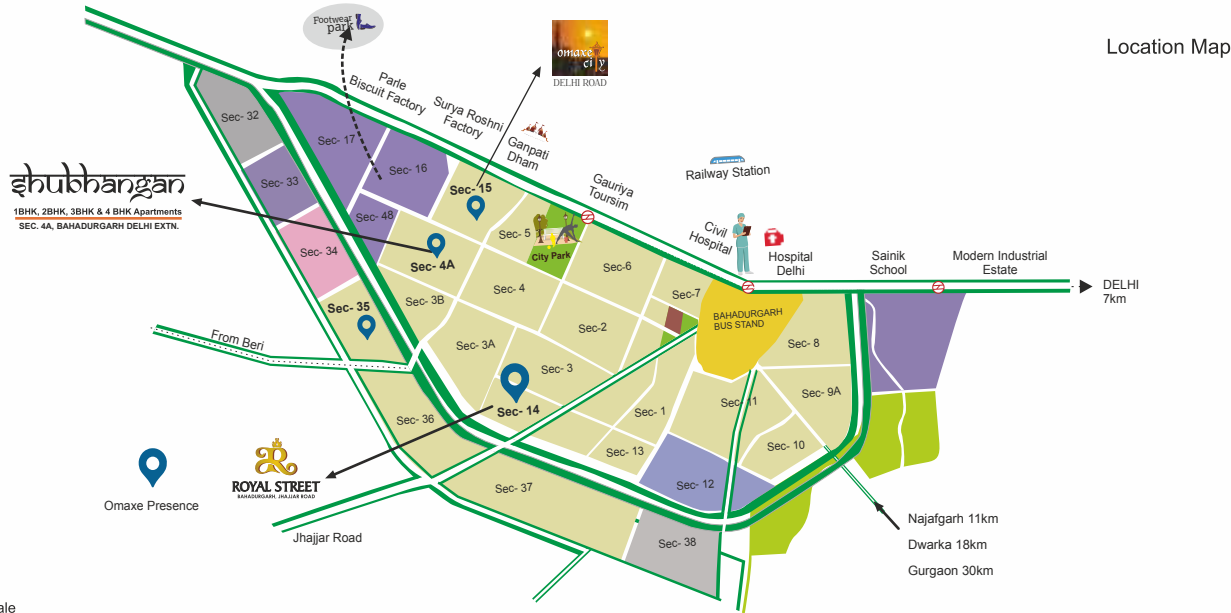 Location Map
Footwear
park
omaxe
city
DELHI ROAD
Parle
Biscuit Factory
Surya Roshni
Factory
Ganpati
Dham
Gauriya
Toursim
Railway Station
Civil
Hospital
Hospital
Delhi
Sainik
School
Modern Industrial
Estate
DELHI
7km
shubhangan
1BHK, 2BHK, 3BHK & 4 BHK Apartments
SEC. 4A, BAHADURGARH DELHI EXTN.
Sec- 32
Sec- 17
Sec- 16
Sec- 15
Sec- 33
Sec- 48
Sec- 5
City Park
Sec- 34
Sec- 4A
Sec-6
Sec- 4
Sec-7
Sec- 3B
Sec- 35
BAHADURGARH
BUS STAND
Sec-2
From Beri
Sec- 3A
Sec- 8
Sec- 3
Sec- 9A
Sec- 14
Sec- 11
Sec- 1
Sec- 36
Sec- 10
Sec- 13
Sec- 12
Sec- 37
Sec- 38
ROYAL STREET
BAHADURGARH, JHAJJAR ROAD
Omaxe Presence
Jhajjar Road
Najafgarh 11km
Dwarka 18km
Gurgaon 30km
ale